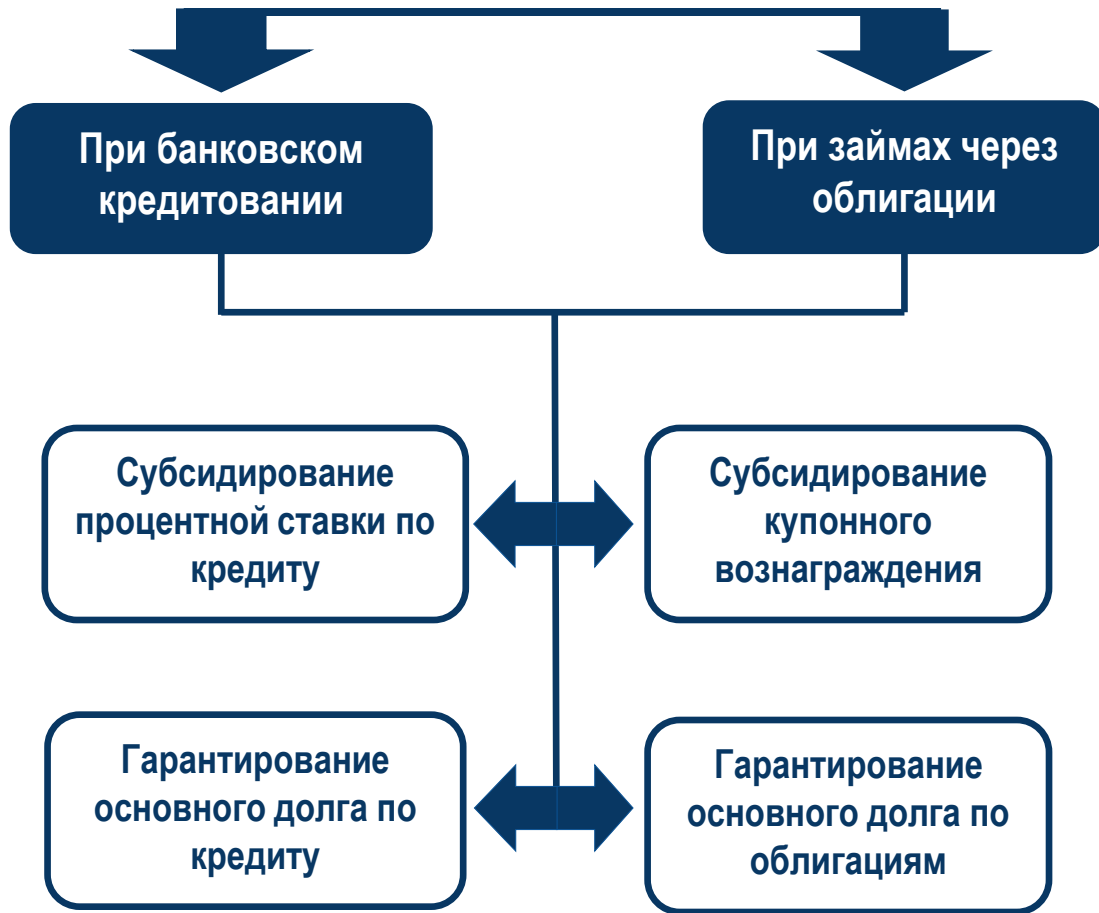 При банковском
кредитовании
При займах через
облигации
Субсидирование
процентной ставки по
кредиту
Субсидирование
купонного
вознаграждения
Гарантирование
основного долга по
кредиту
Гарантирование
основного долга по
облигациям